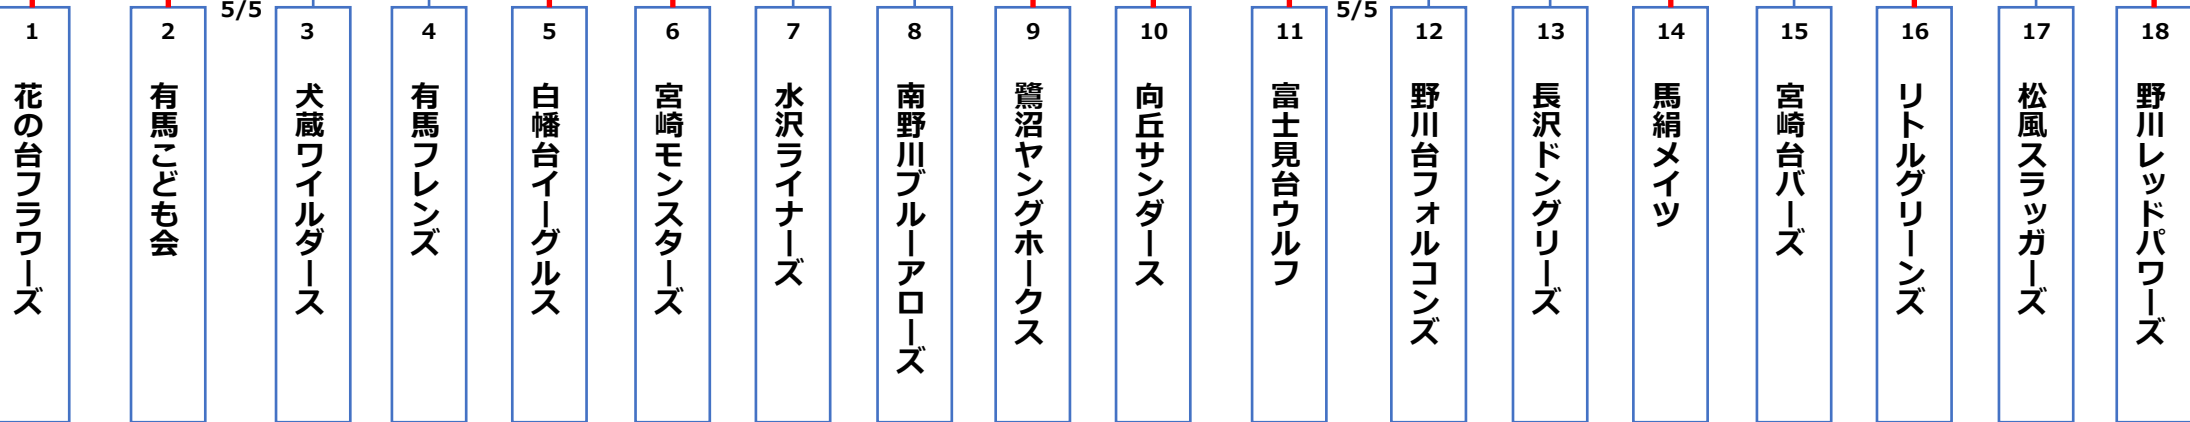 5/5
5/5
1
花の台フラワーズ
2
有馬こども会
3
犬蔵ワイルダース
4
有馬フレンズ
5
白幡台イーグルス
6
宮崎モンスターズ
7
水沢ライナーズ
8
南野川ブルーアローズ
9
鷺沼ヤングホークス
10
向丘サンダース
11
富士見台ウルフ
12
野川台フォルコンズ
13
長沢ドングリーズ
14
馬絹メイツ
15
宮崎台バーズ
16
リトルグリーンズ
17
松風スラッガーズ
18
野川レッドパワーズ